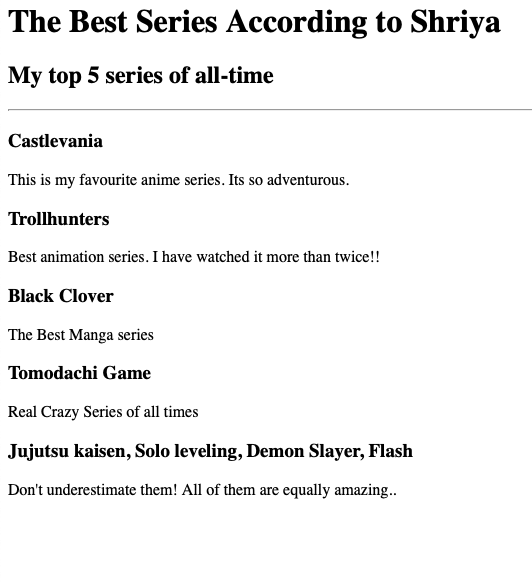 The Best Series According to Shriya
My top 5 series of all-time
Castlevania
This is my favourite anime series. Its so adventurous.
Trollhunters
Best animation series. I have watched it more than twice!!
Black Clover
The Best Manga series
Tomodachi Game
Real Crazy Series of all times
Jujutsu kaisen, Solo leveling, Demon Slayer, Flash
Don't underestimate them! All of them are equally amazing..